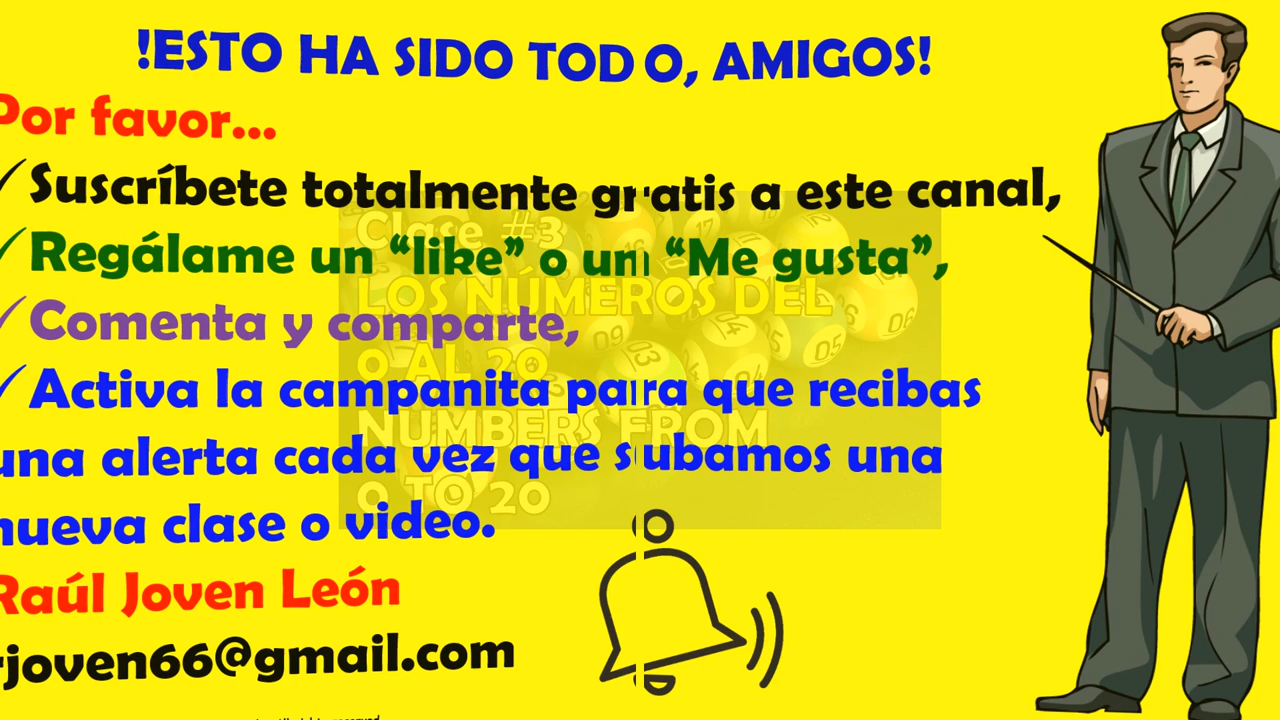 !ESTO HA SIDO TODO, AMIGOS!
Por favor...
✓Suscríbete totalmente gratis a este canal,
✓Regálame un “like” o un “Me gusta”,
✓Comenta y comparte,
✓Activa la campanita para que recibas
una alerta cada vez que subamos una
nueva clase o video.
Raúl Joven León
rjoven66@gmail.com
Clase #3
LOS NÚMEROS DEL
0 AL 20
NUMBERS FROM
0 TO 20